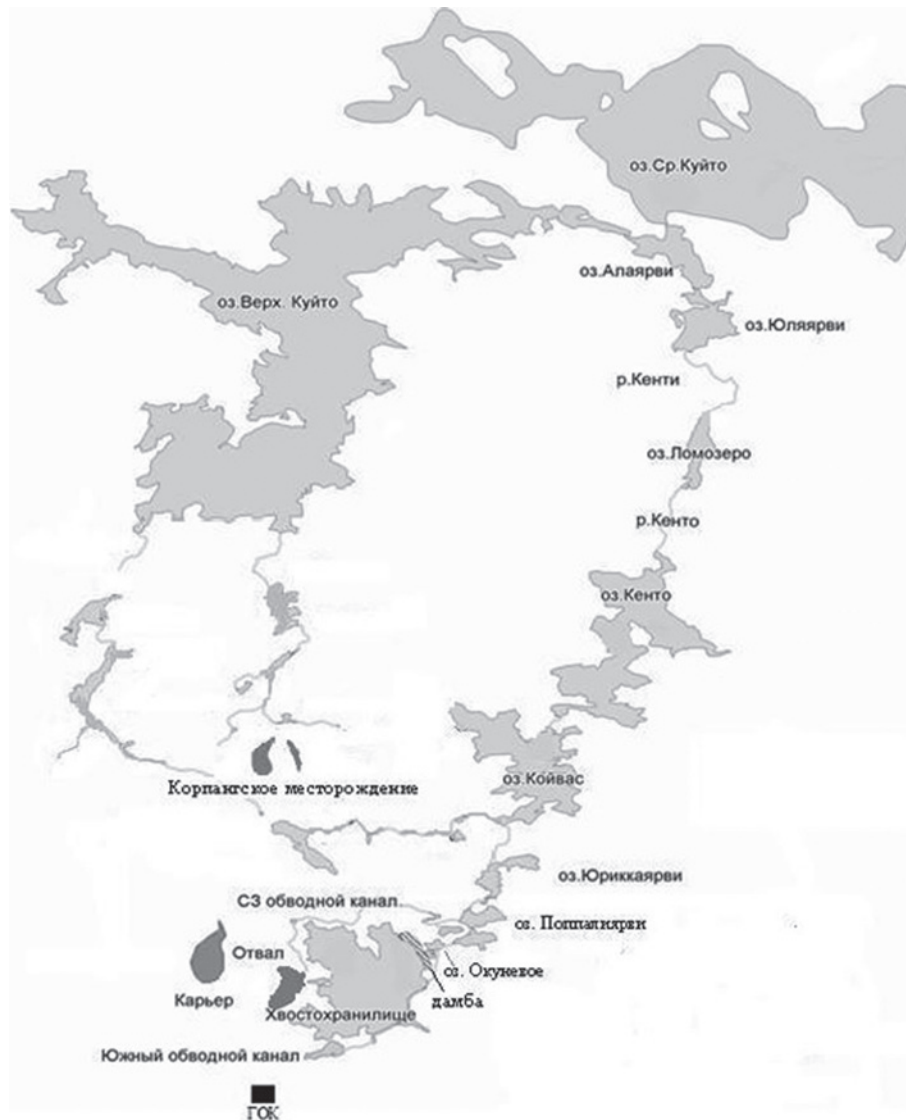 оз.Ср.Куйто
оз.Алаярви
оз.Верх. Куйто
оз.Юляярви
р.Кенти
оз.Ломозеро
р.Кенто
оз.Кенто
оз.Койвас
Корпангское месторождение
оз.Юриккаярви
СЗ обводной канал
оз. Поппалиярви
Отвал
оз. Окуневое
Карьер
дамба
Хвостохранилище
Южный обводной канал
ГОК